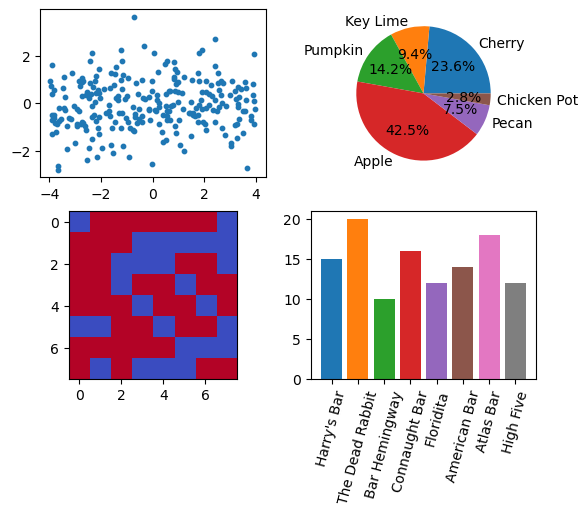 2
0
−2
−4
−2
0
2
4
Cherry
23.6%
Key Lime
9.4%
Pumpkin
14.2%
Apple
42.5%
Pecan
7.5%
Chicken Pot
2.8%
0
2
4
6
0
2
4
6
20
15
10
5
0
Harry's Bar
The Dead Rabbit
Bar Hemingway
Connaught Bar
Floridita
American Bar
Atlas Bar
High Five